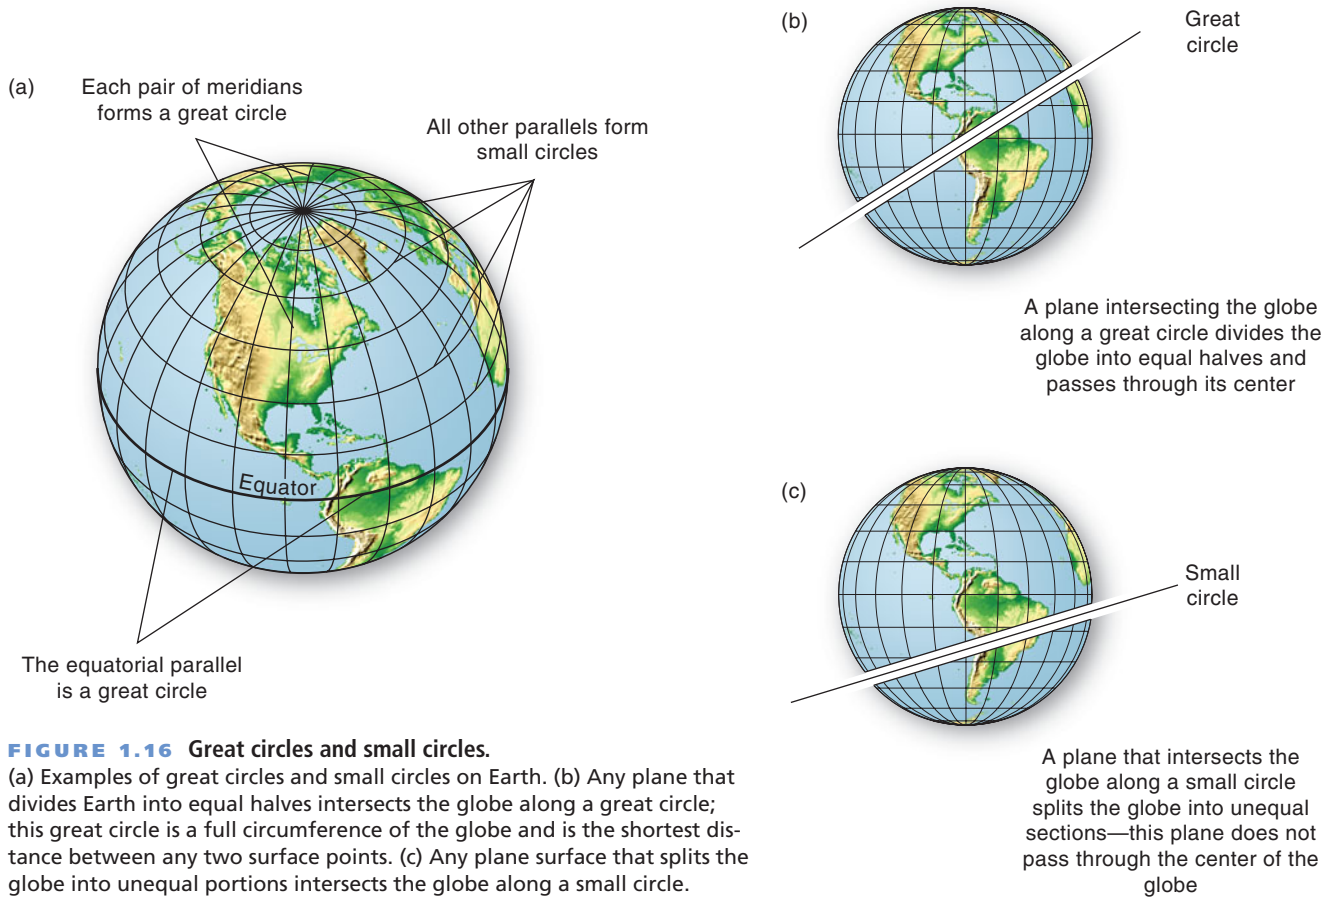 (a)
Each pair of meridians
forms a great circle
All other parallels form
small circles
Equator
The equatorial parallel
is a great circle
(b)
Great
circle
A plane intersecting the globe
along a great circle divides the
globe into equal halves and
passes through its center
(c)
Small
circle
A plane that intersects the
globe along a small circle
splits the globe into unequal
sections—this plane does not
pass through the center of the
globe
FIGURE 1.16 Great circles and small circles.
(a) Examples of great circles and small circles on Earth. (b) Any plane that
divides Earth into equal halves intersects the globe along a great circle;
this great circle is a full circumference of the globe and is the shortest dis-
tance between any two surface points. (c) Any plane surface that splits the
globe into unequal portions intersects the globe along a small circle.